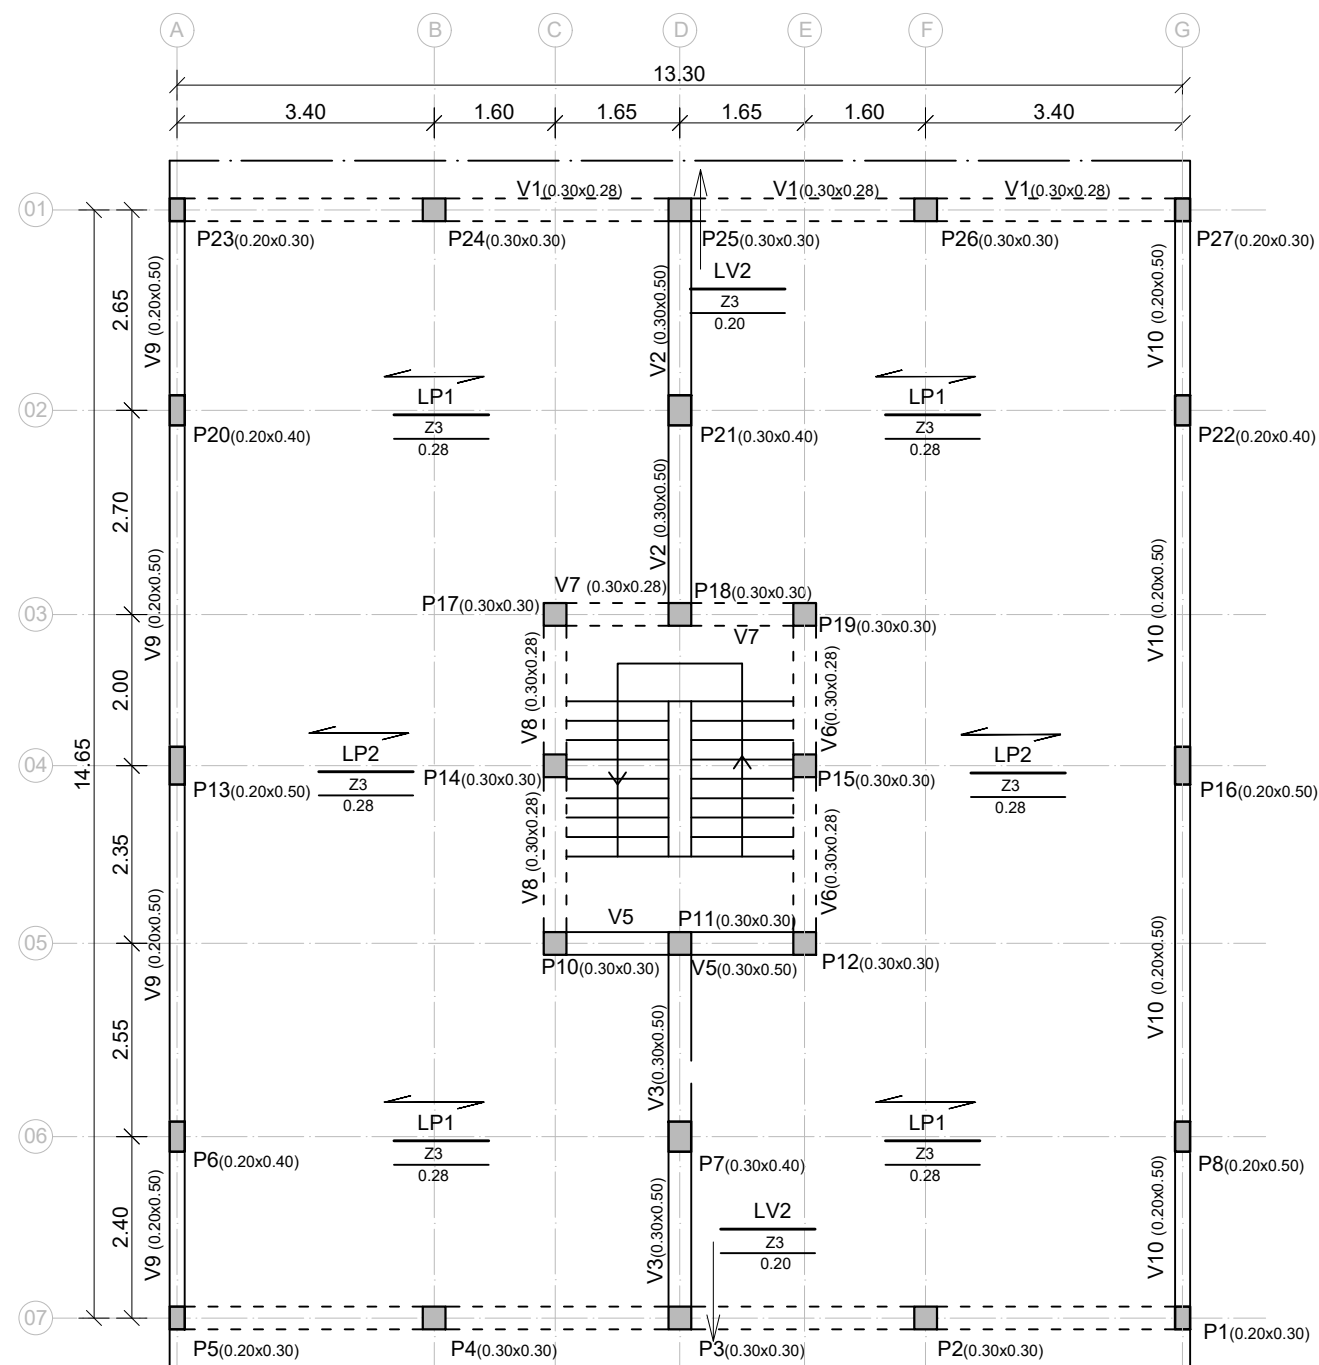 A B C D E F G
13.30
3.40 1.60 1.65 1.65 1.60 3.40
V1(0.30x0.28) V1(0.30x0.28) V1(0.30x0.28)
01
P23(0.20x0.30) P24(0.30x0.30) P25(0.30x0.30) P26(0.30x0.30) P27(0.20x0.30)
2.65
V9 (0.20x0.50)
V2 (0.30x0.50)
V10 (0.20x0.50)
LV2
Z3
0.20
LP1 LP1
02
Z3 Z3
0.28 0.28
P20(0.20x0.40) P21(0.30x0.40) P22(0.20x0.40)
2.70
V9 (0.20x0.50)
V2 (0.30x0.50)
V10 (0.20x0.50)
V7 (0.30x0.28) P18(0.30x0.30)
03
P17(0.30x0.30) P19(0.30x0.30)
V7
2.00
V8 (0.30x0.28)
V6(0.30x0.28)
14.65
LP2 LP2
04
Z3 Z3
0.28 0.28
P13(0.20x0.50) P14(0.30x0.30) P15(0.30x0.30) P16(0.20x0.50)
2.35
V8 (0.30x0.28)
V6(0.30x0.28)
V9 (0.20x0.50)
V10 (0.20x0.50)
V5 P11(0.30x0.30)
05
P10(0.30x0.30) V5(0.30x0.50) P12(0.30x0.30)
2.55
V3(0.30x0.50)
LP1 LP1
06
Z3 Z3
0.28 0.28
P6(0.20x0.40) P7(0.30x0.40) P8(0.20x0.50)
2.40
V9 (0.20x0.50)
V3(0.30x0.50)
V10 (0.20x0.50)
LV2
Z3
0.20
07
P5(0.20x0.30) P4(0.30x0.30) P3(0.30x0.30) P2(0.30x0.30) P1(0.20x0.30)